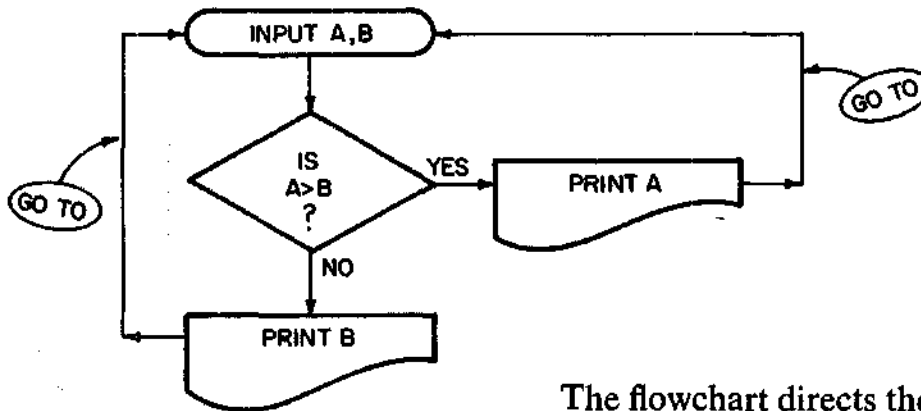 INPUT A,B
GO TO
IS
A>B
?
YES
PRINT A
GO TO
NO
PRINT B
The flowchart directs the